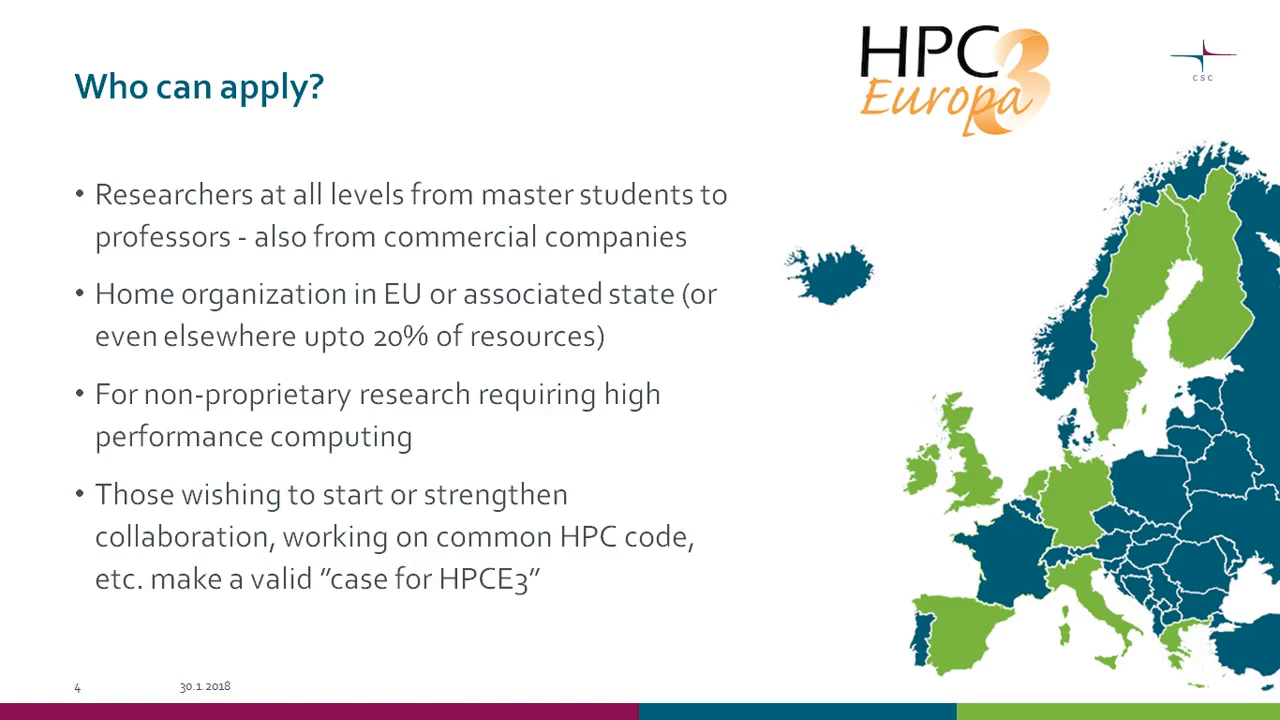 HPC 3
Europa
CSC
Who can apply?
• Researchers at all levels from master students to
professors - also from commercial companies
• Home organization in EU or associated state (or
even elsewhere upto 20% of resources)
• For non-proprietary research requiring high
performance computing
• Those wishing to start or strengthen
collaboration, working on common HPC code,
etc. make a valid ”case for HPCE3”
4 30.1.2018